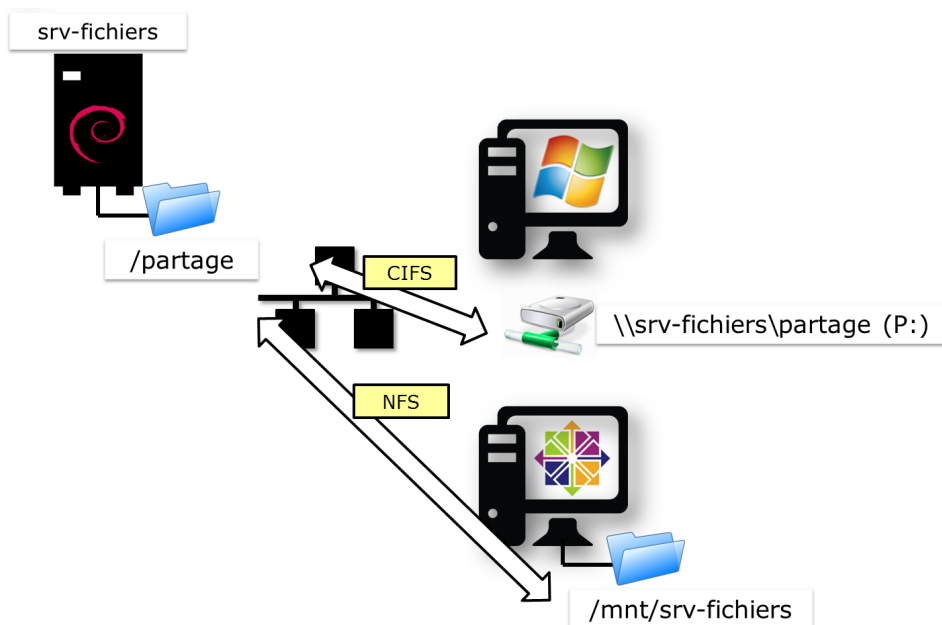 srv-fichiers
/partage
CIFS
\\srv-fichiers\partage (P:)
NFS
/mnt/srv-fichiers